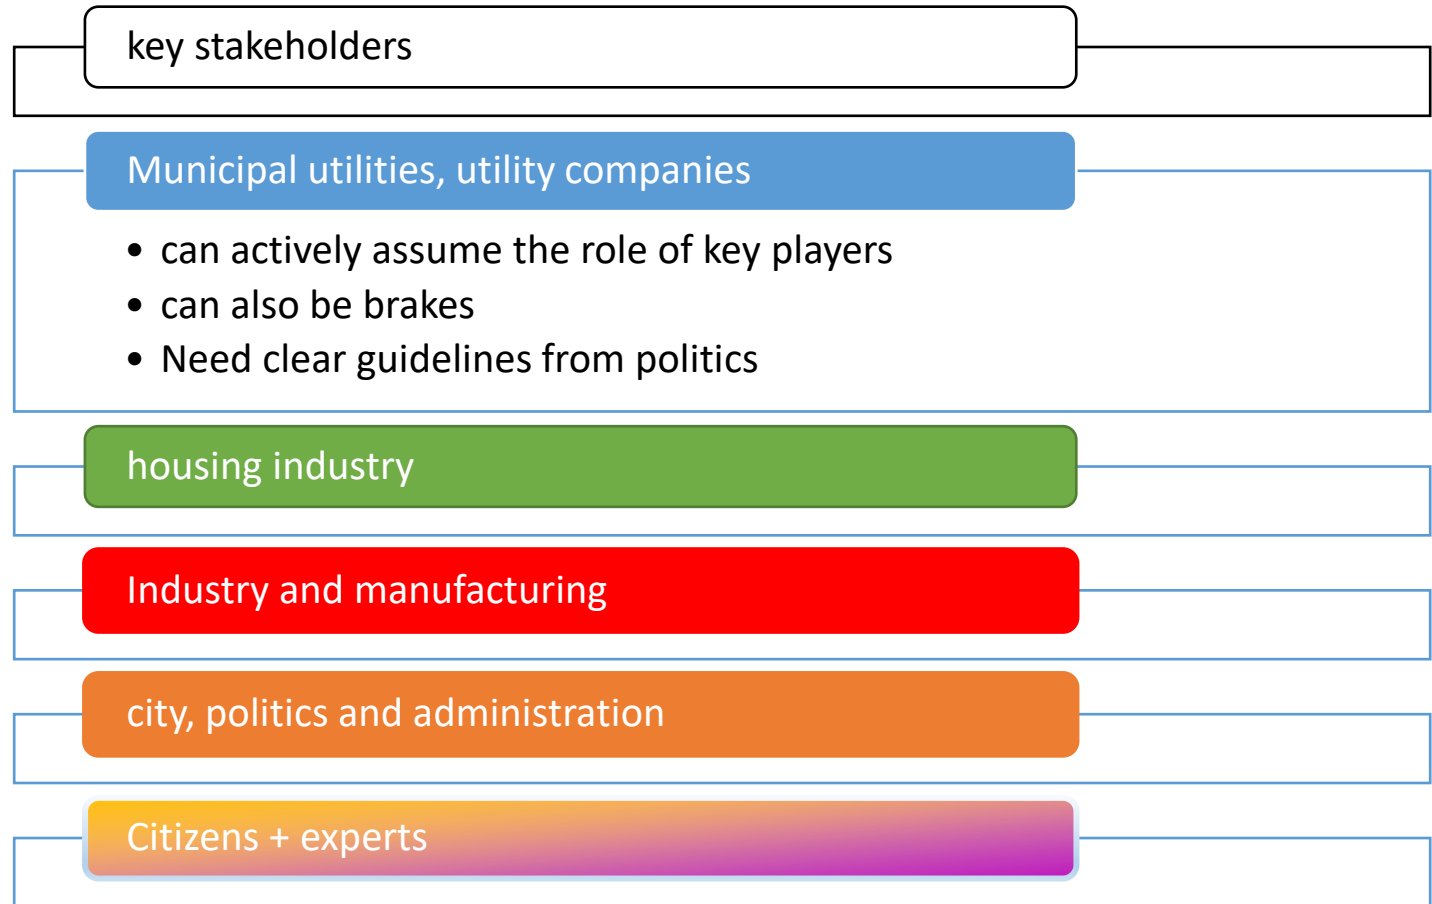 key stakeholders
Municipal utilities, utility companies
• can actively assume the role of key players
• can also be brakes
• Need clear guidelines from politics
housing industry
Industry and manufacturing
city, politics and administration
Citizens + experts